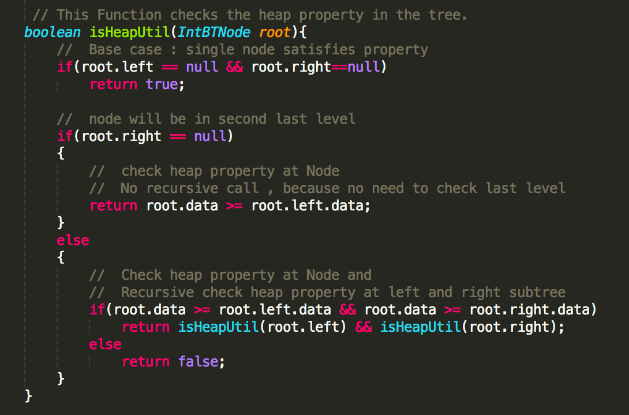 // This Function checks the heap property in the tree.
boolean isHeapUtil(IntBTNode root){
//  Base case : single node satisfies property
if(root.left == null && root.right==null)
return true;
//  node will be in second last level
if(root.right == null)
{
//  check heap property at Node
//  No recursive call , because no need to check last level
return root.data >= root.left.data;
}
else
{
//  Check heap property at Node and
//  Recursive check heap property at left and right subtree
if(root.data >= root.left.data && root.data >= root.right.data)
return isHeapUtil(root.left) && isHeapUtil(root.right);
else
return false;
}
}